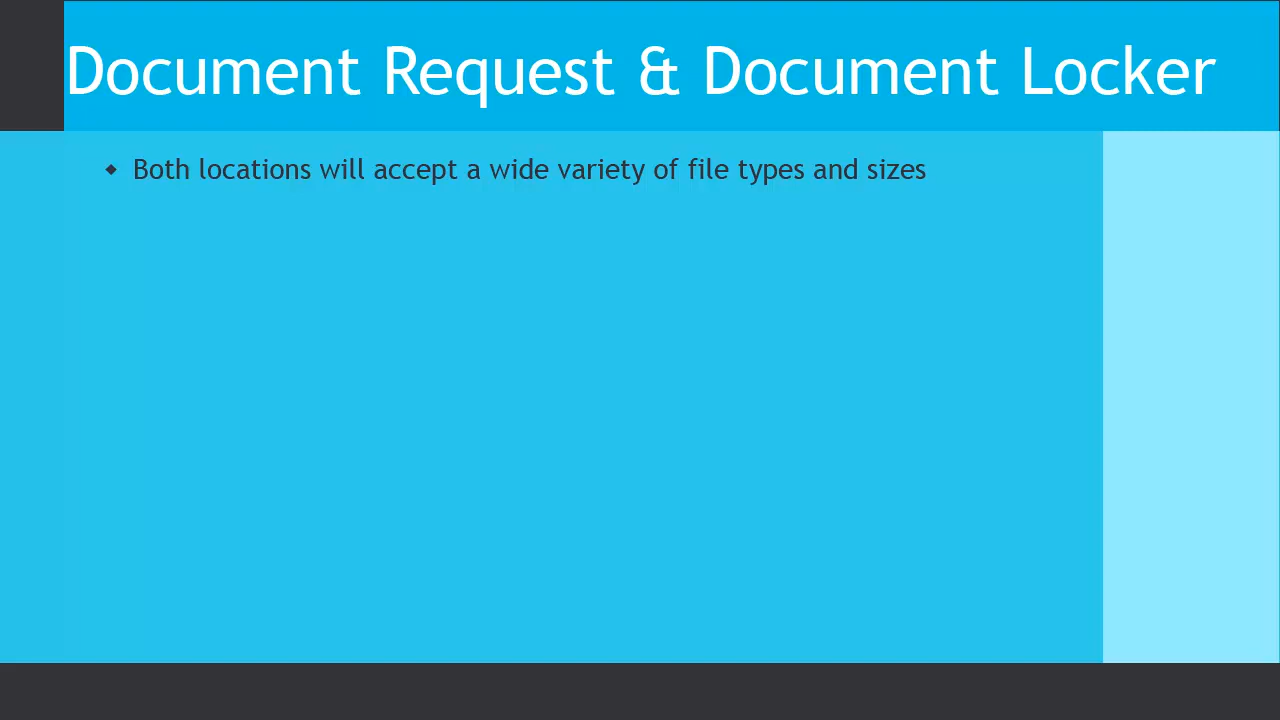 Document Request & Document Locker
◆ Both locations will accept a wide variety of file types and sizes